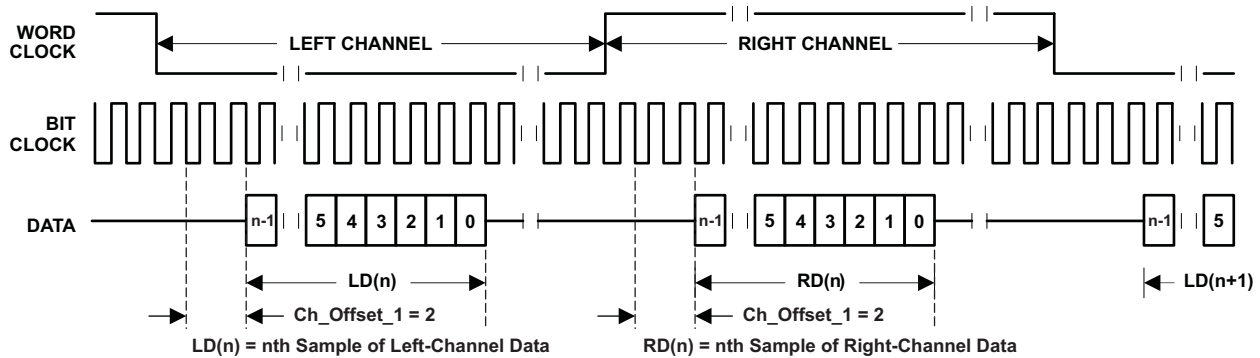 WORD CLOCK
LEFT CHANNEL
RIGHT CHANNEL
BIT CLOCK
DATA
n-1 5 4 3 2 1 0 n-1 5 4 3 2 1 0 n-1 5
LD(n) RD(n) LD(n+1)
Ch_Offset_1 = 2 Ch_Offset_1 = 2
LD(n) = nth Sample of Left-Channel Data RD(n) = nth Sample of Right-Channel Data